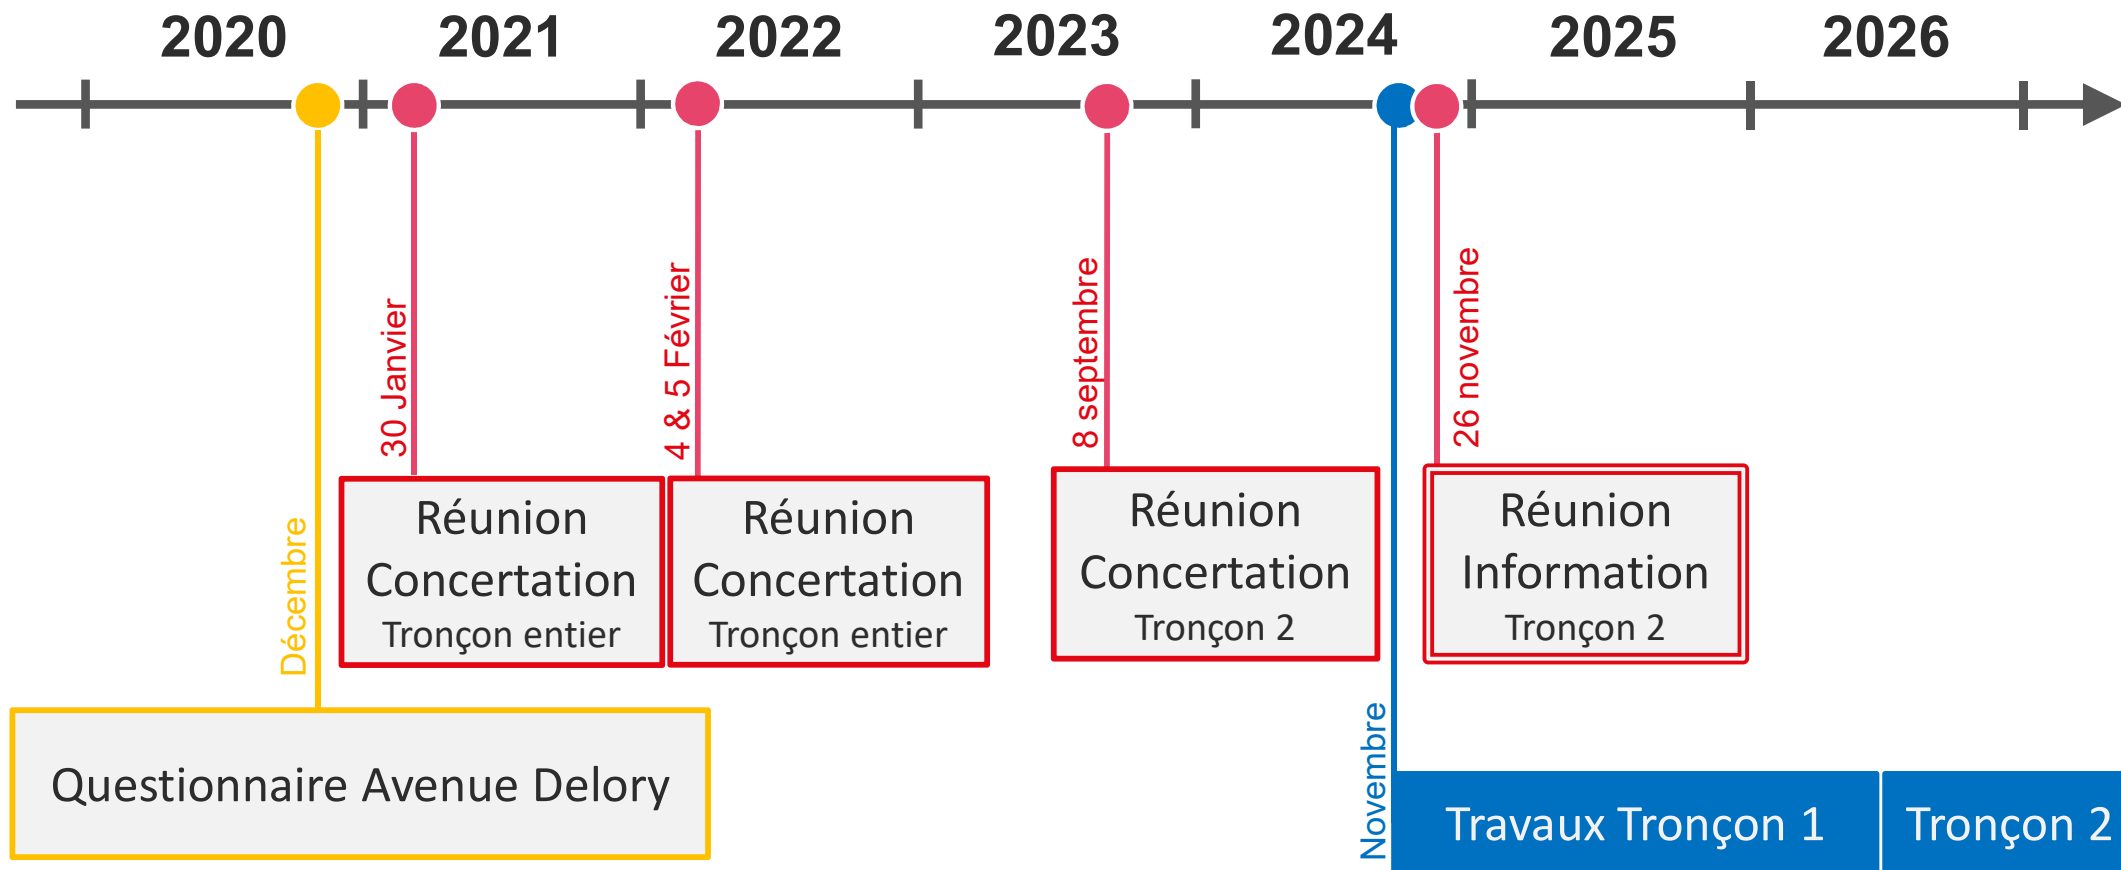 2020 2021 2022 2023 2024 2025 2026
Décembre
30 Janvier
4 & 5 Février
8 septembre
26 novembre
Réunion
Concertation
Tronçon entier
Réunion
Concertation
Tronçon entier
Réunion
Concertation
Tronçon 2
Réunion
Information
Tronçon 2
Questionnaire Avenue Delory
Novembre
Travaux Tronçon 1
Tronçon 2